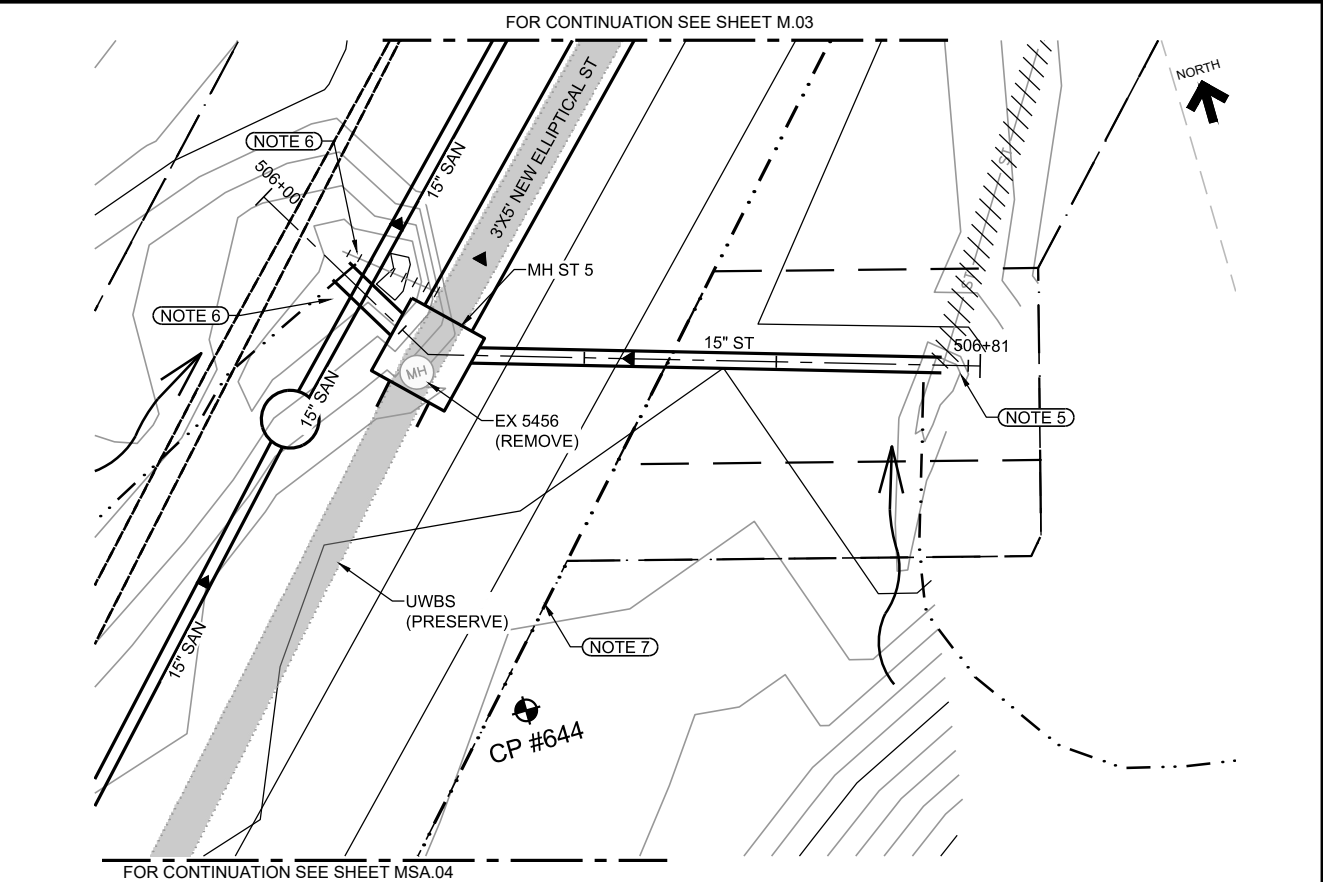 FOR CONTINUATION SEE SHEET M.03
NORTH
NOTE 6
506+00
15" SAN
3'X5' NEW ELLIPTICAL ST
ST
MH ST 5
ST
NOTE 6
15" ST
506+81
MH
15" SAN
NOTE 5
EX 5456
(REMOVE)
UWBS
(PRESERVE)
15" SAN
NOTE 7
CP #644
FOR CONTINUATION SEE SHEET MSA.04